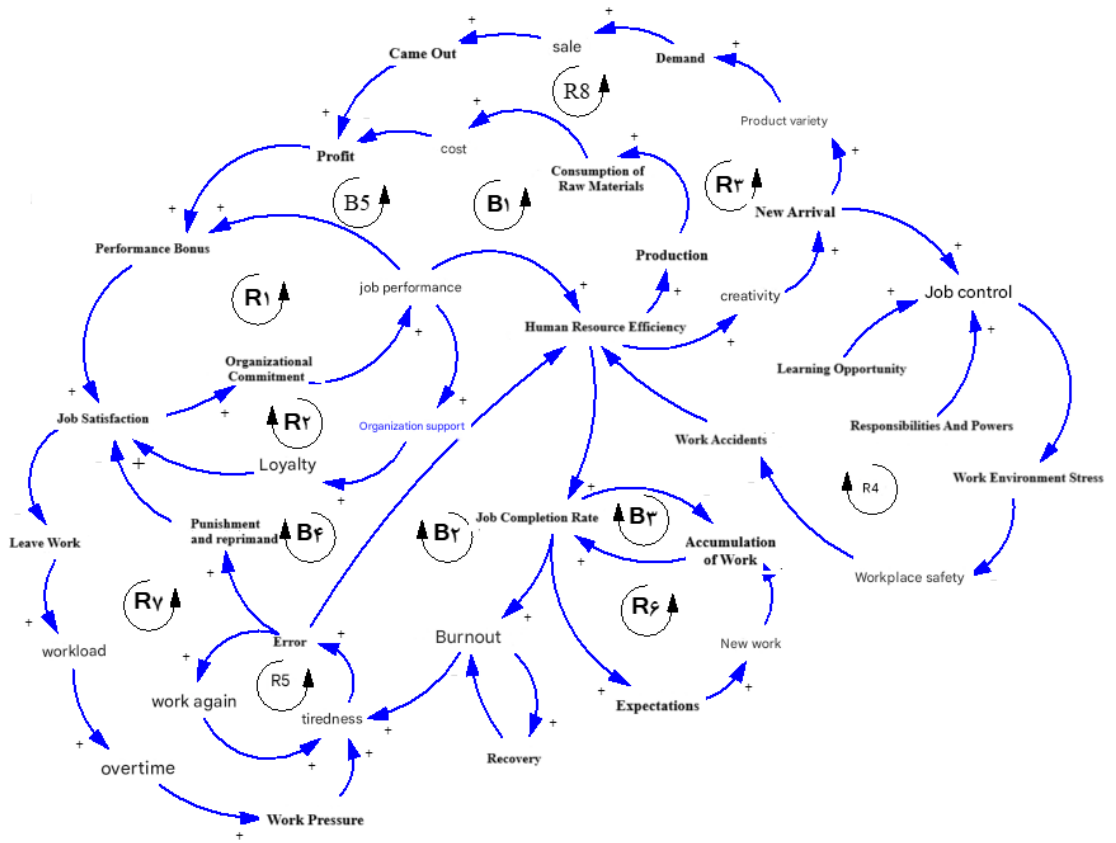 sale
Came Out
Demand
R8
Product variety
cost
Profit
Consumption of
Raw Materials
R۳
B5
B۱
New Arrival
Performance Bonus
Production
job performance
creativity
Job control
R۱
Human Resource Efficiency
Organizational
Commitment
Learning Opportunity
Job Satisfaction
R۲
Organization support
Responsibilities And Powers
Work Accidents
Loyalty
Work Environment Stress
R4
Punishment
and reprimand
B۴
B۲
Job Completion Rate
B۳
Leave Work
Accumulation
of Work
Workplace safety
R۷
R۶
workload
Error
Burnout
New work
R5
work again
tiredness
Expectations
overtime
Recovery
Work Pressure